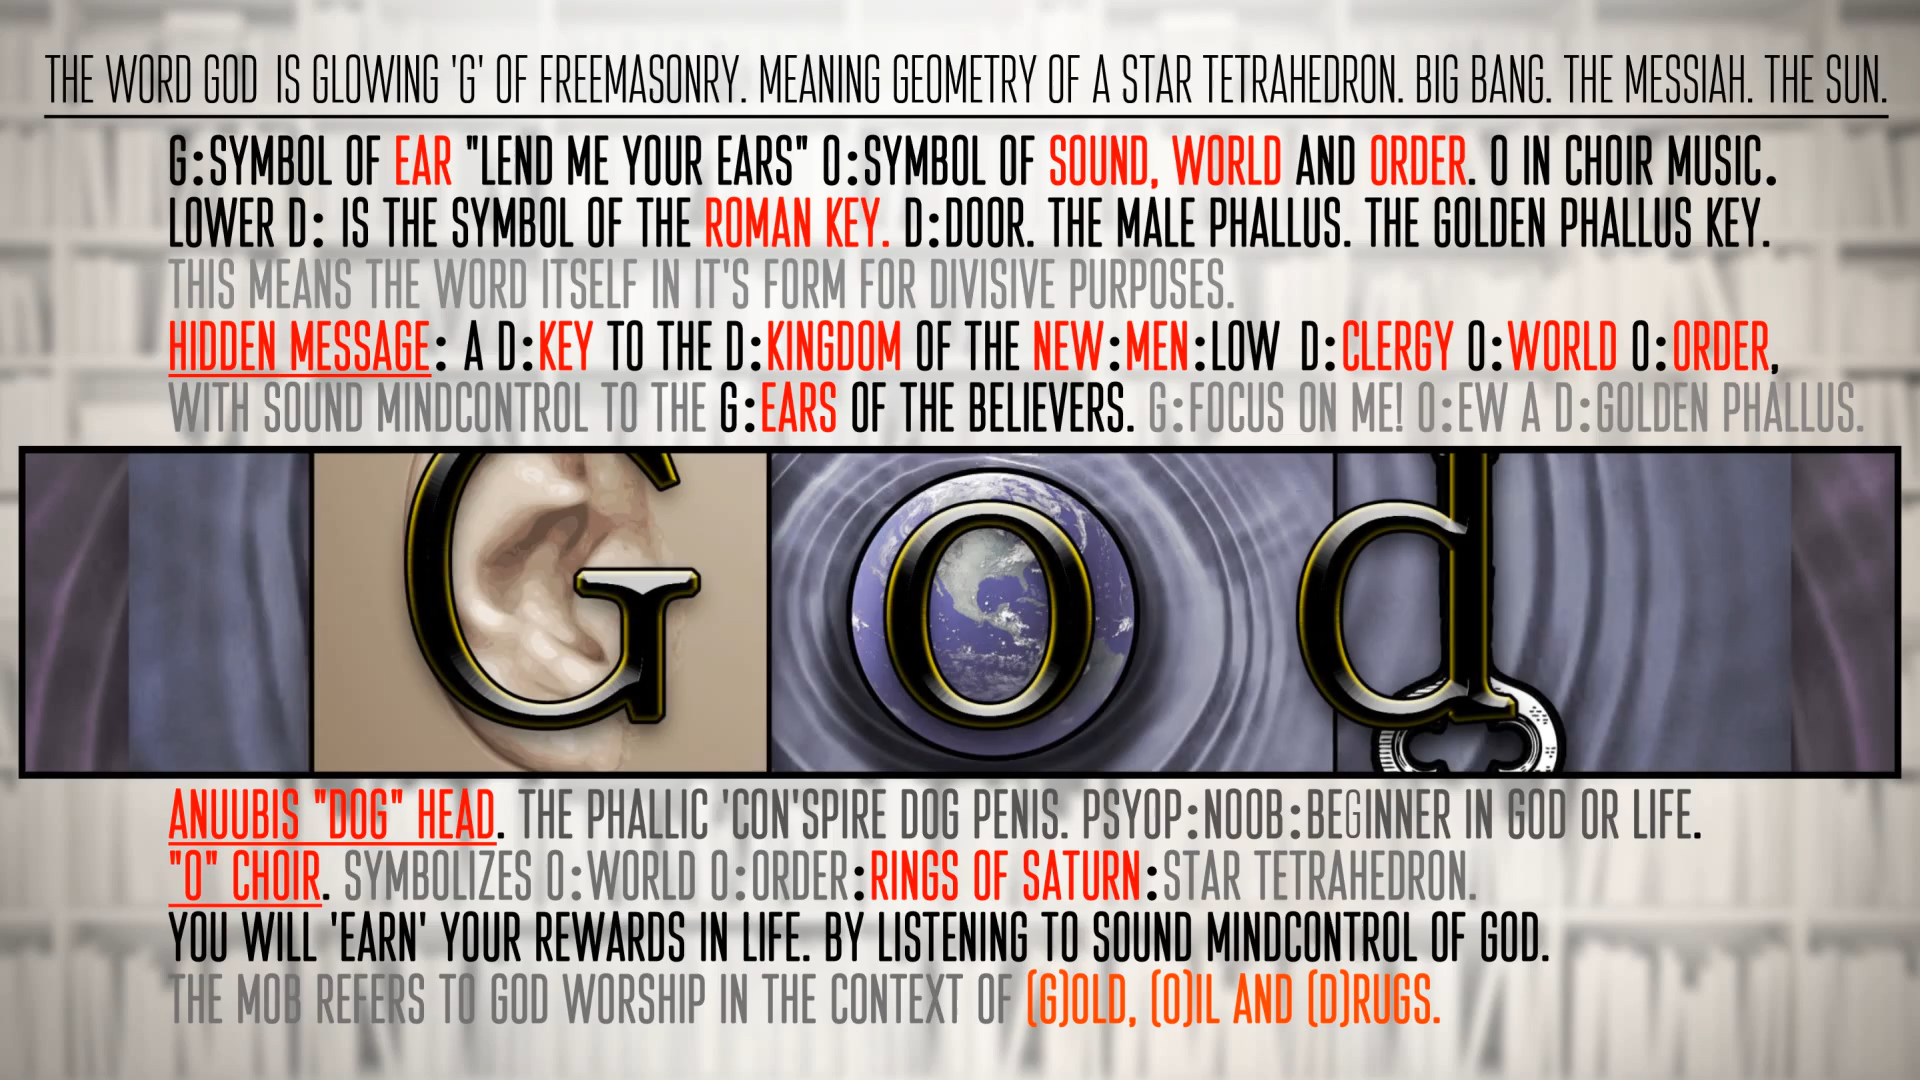 THE WORD GOD IS GLOWING 'G' OF FREEMASONRY. MEANING GEOMETRY OF A STAR TETRAHEDRON. BIG BANG. THE MESSIAH. THE SUN.
G:SYMBOL OF EAR "LEND ME YOUR EARS" O:SYMBOL OF SOUND, WORLD AND ORDER. O IN CHOIR MUSIC.
LOWER D: IS THE SYMBOL OF THE ROMAN KEY. D:DOOR. THE MALE PHALLUS. THE GOLDEN PHALLUS KEY.
THIS MEANS THE WORD ITSELF IN IT'S FORM FOR DIVISIVE PURPOSES.
HIDDEN MESSAGE: A D:KEY TO THE D:KINGDOM OF THE NEW:MEN:LOW D:CLERGY O:WORLD O:ORDER,
WITH SOUND MINDCONTROL TO THE G:EARS OF THE BELIEVERS. G:FOCUS ON ME! O:EW A D:GOLDEN PHALLUS.
God
ANUUBIS "DOG" HEAD. THE PHALLIC 'CON'SPIRE DOG PENIS. PSYOP:NOOB:BEGINNER IN GOD OR LIFE.
"O" CHOIR. SYMBOLIZES O:WORLD O:ORDER:RINGS OF SATURN:STAR TETRAHEDRON.
YOU WILL 'EARN' YOUR REWARDS IN LIFE. BY LISTENING TO SOUND MINDCONTROL OF GOD.
THE MOB REFERS TO GOD WORSHIP IN THE CONTEXT OF (G)OLD, (O)IL AND (D)RUGS.